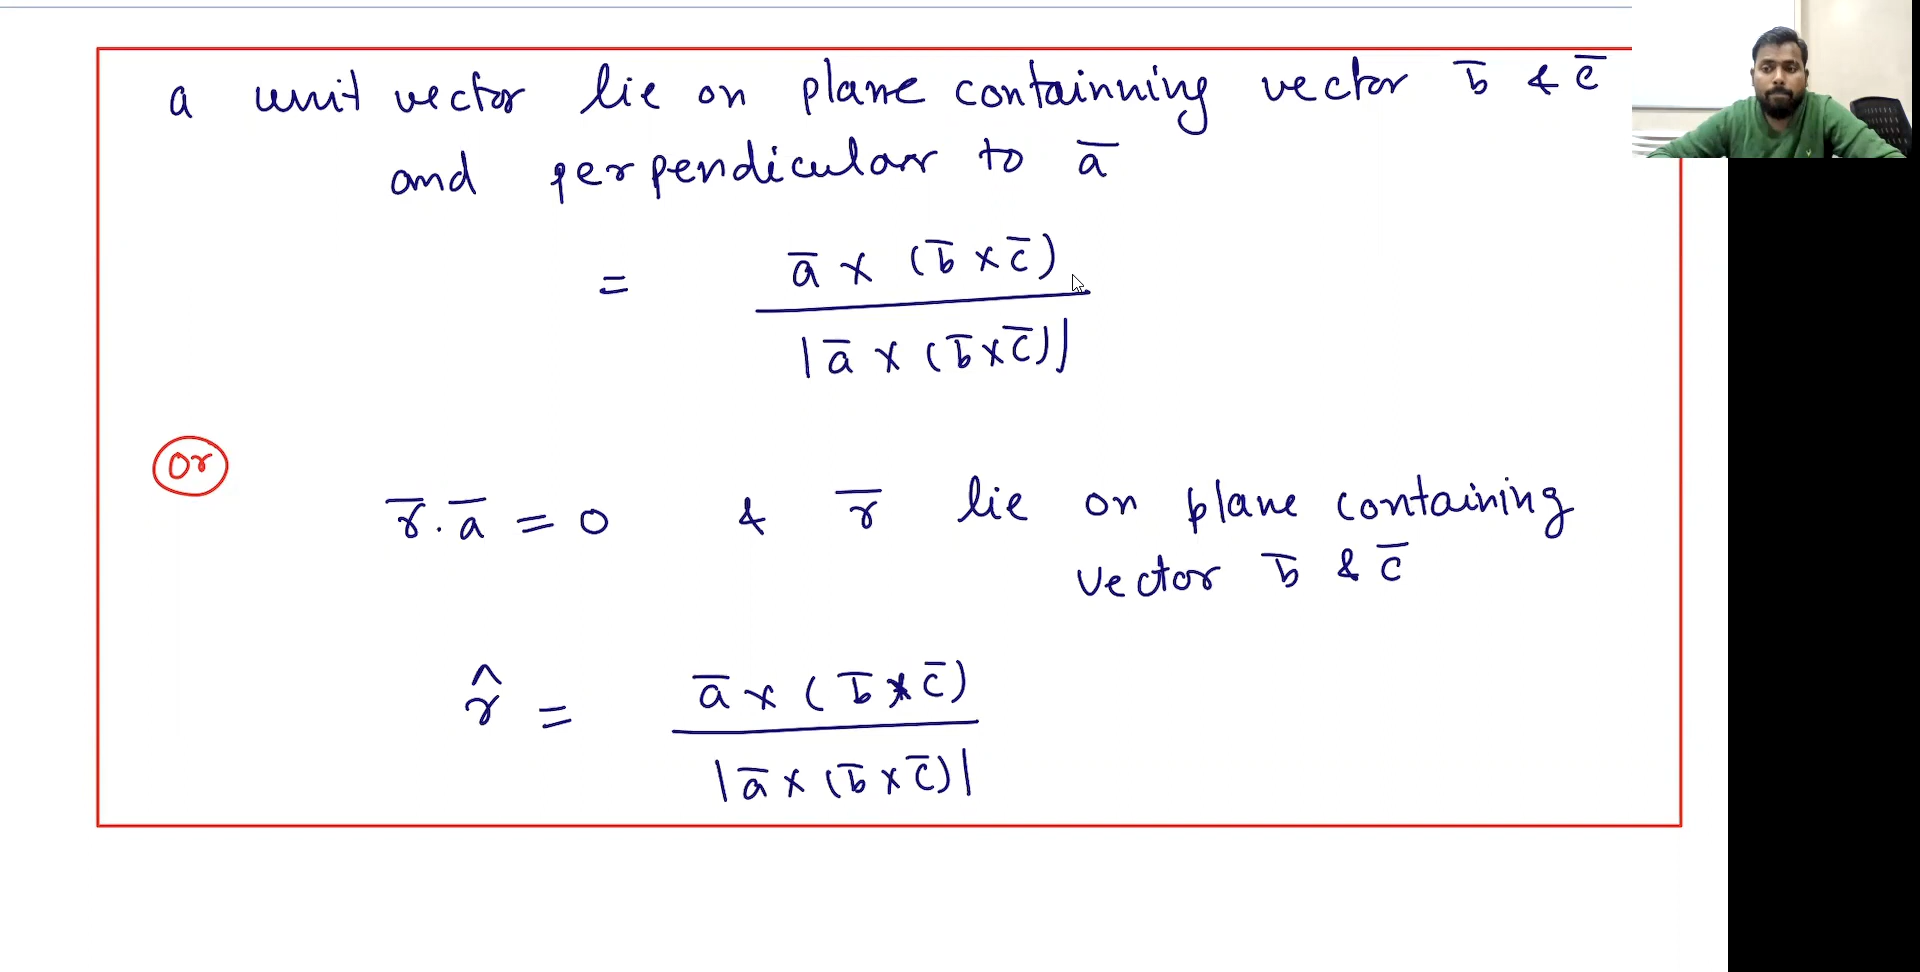 a unit vector lie on plane containning vector b̅ & c̅
and perpendicular to a̅
= a̅ × (b̅ × c̅)
|a̅ × (b̅ × c̅)|
or
r̅ . a̅ = 0 & r̅ lie on plane containing
vector b̅ & c̅
r̂ = a̅ × (b̅ × c̅)
|a̅ × (b̅ × c̅)|